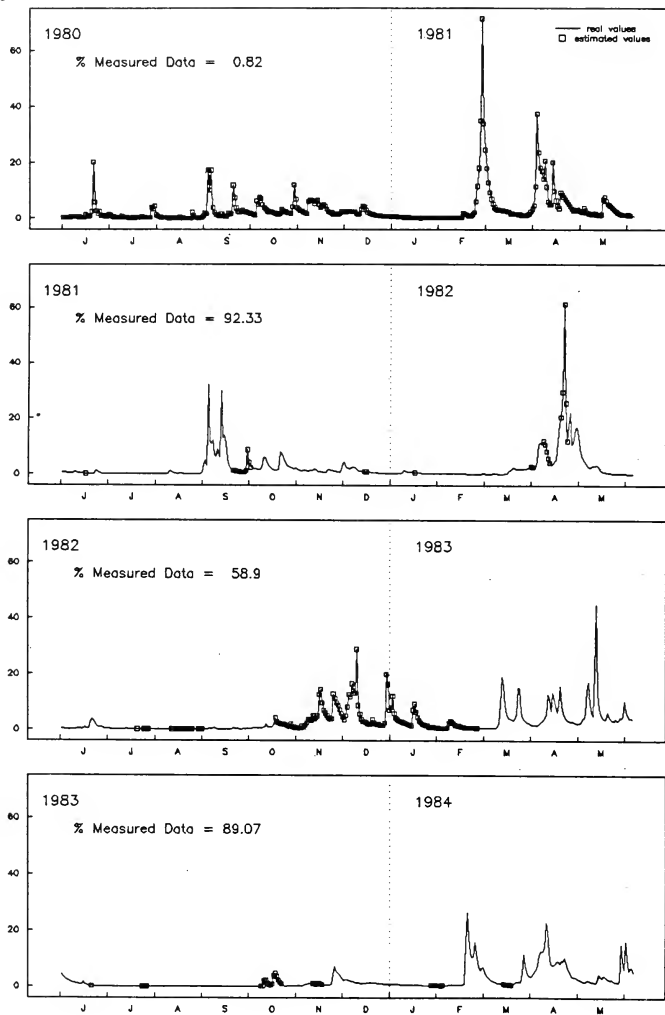 1980
1981
real values
estimated values
% Measured Data = 0.82
60
40
20
0
J J A S O N D J F M A M
1981
1982
% Measured Data = 92.33
60
40
20
0
J J A S O N D J F M A M
1982
1983
% Measured Data = 58.9
60
40
20
0
J J A S O N D J F M A M
1983
1984
% Measured Data = 89.07
60
40
20
0
J J A S O N D J F M A M